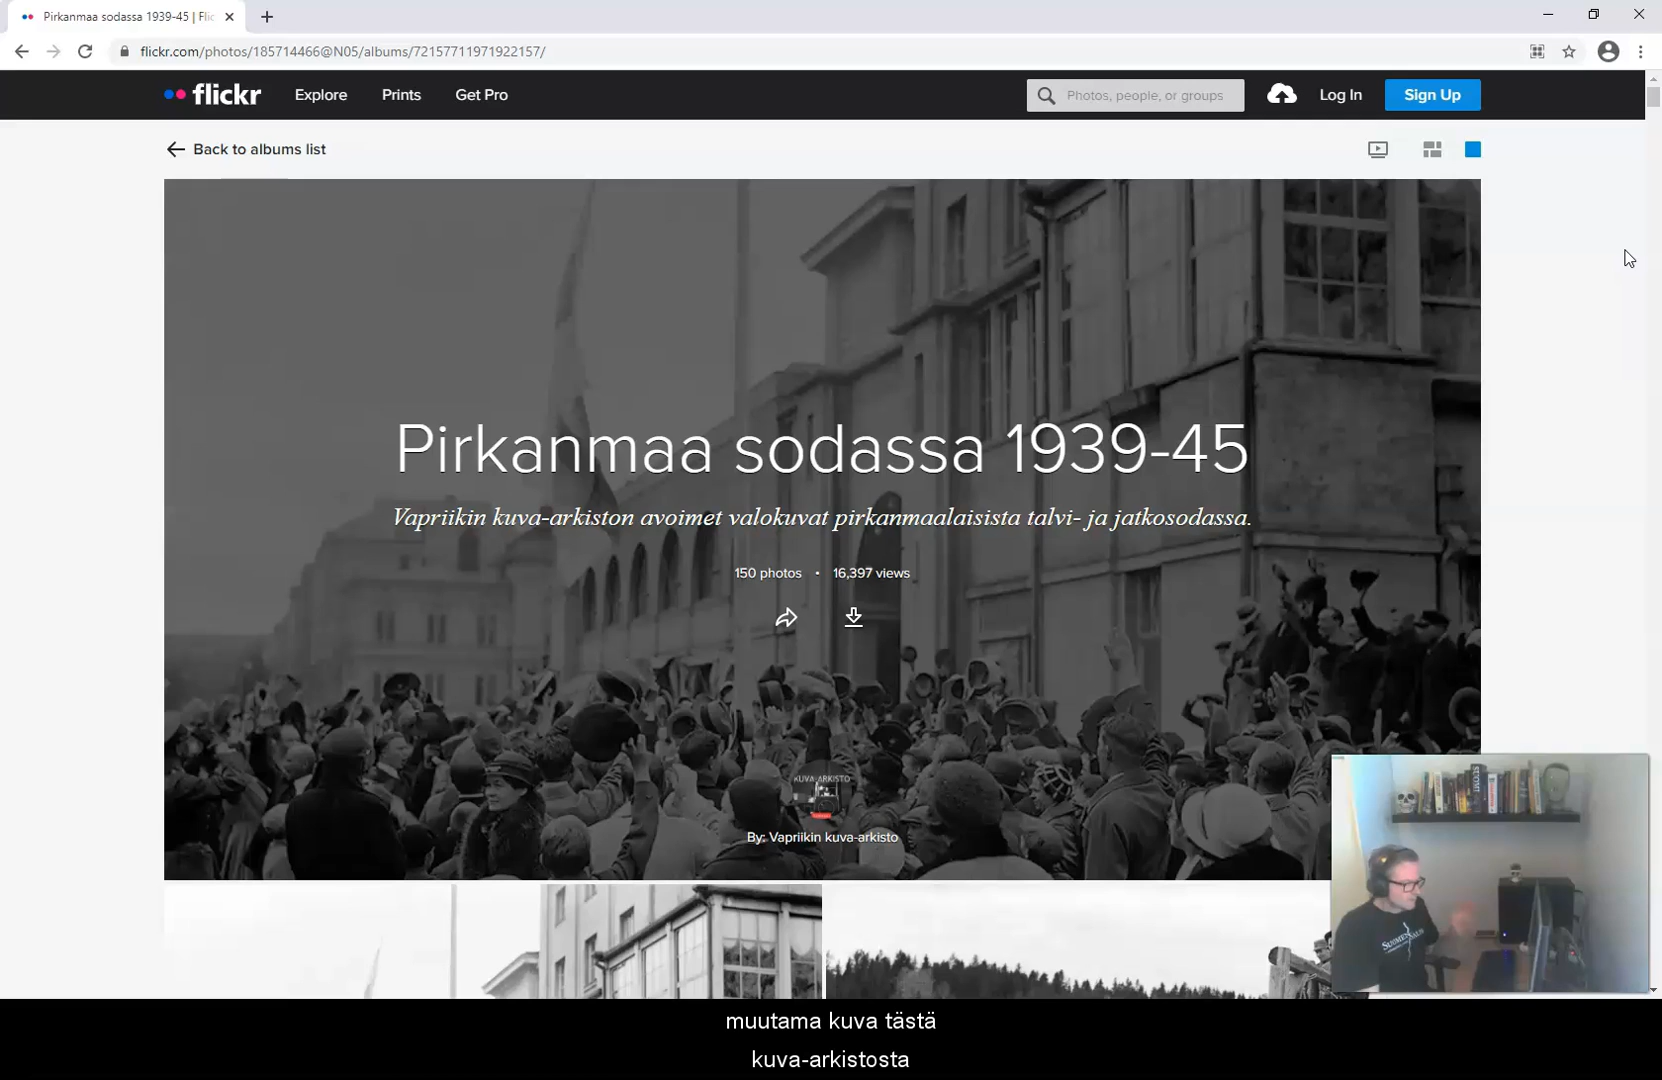 Pirkanmaa sodassa 1939-45 | Flic
flickr.com/photos/185714466@N05/albums/72157711971922157/
flickr Explore Prints Get Pro Photos, people, or groups Log In Sign Up
Back to albums list
Pirkanmaa sodassa 1939-45
Vapriikin kuva-arkiston avoimet valokuvat pirkanmaalaisista talvi- ja jatkosodassa.
150 photos • 16,397 views
KUVA-ARKISTO
By: Vapriikin kuva-arkisto
muutama kuva tästä
kuva-arkistosta